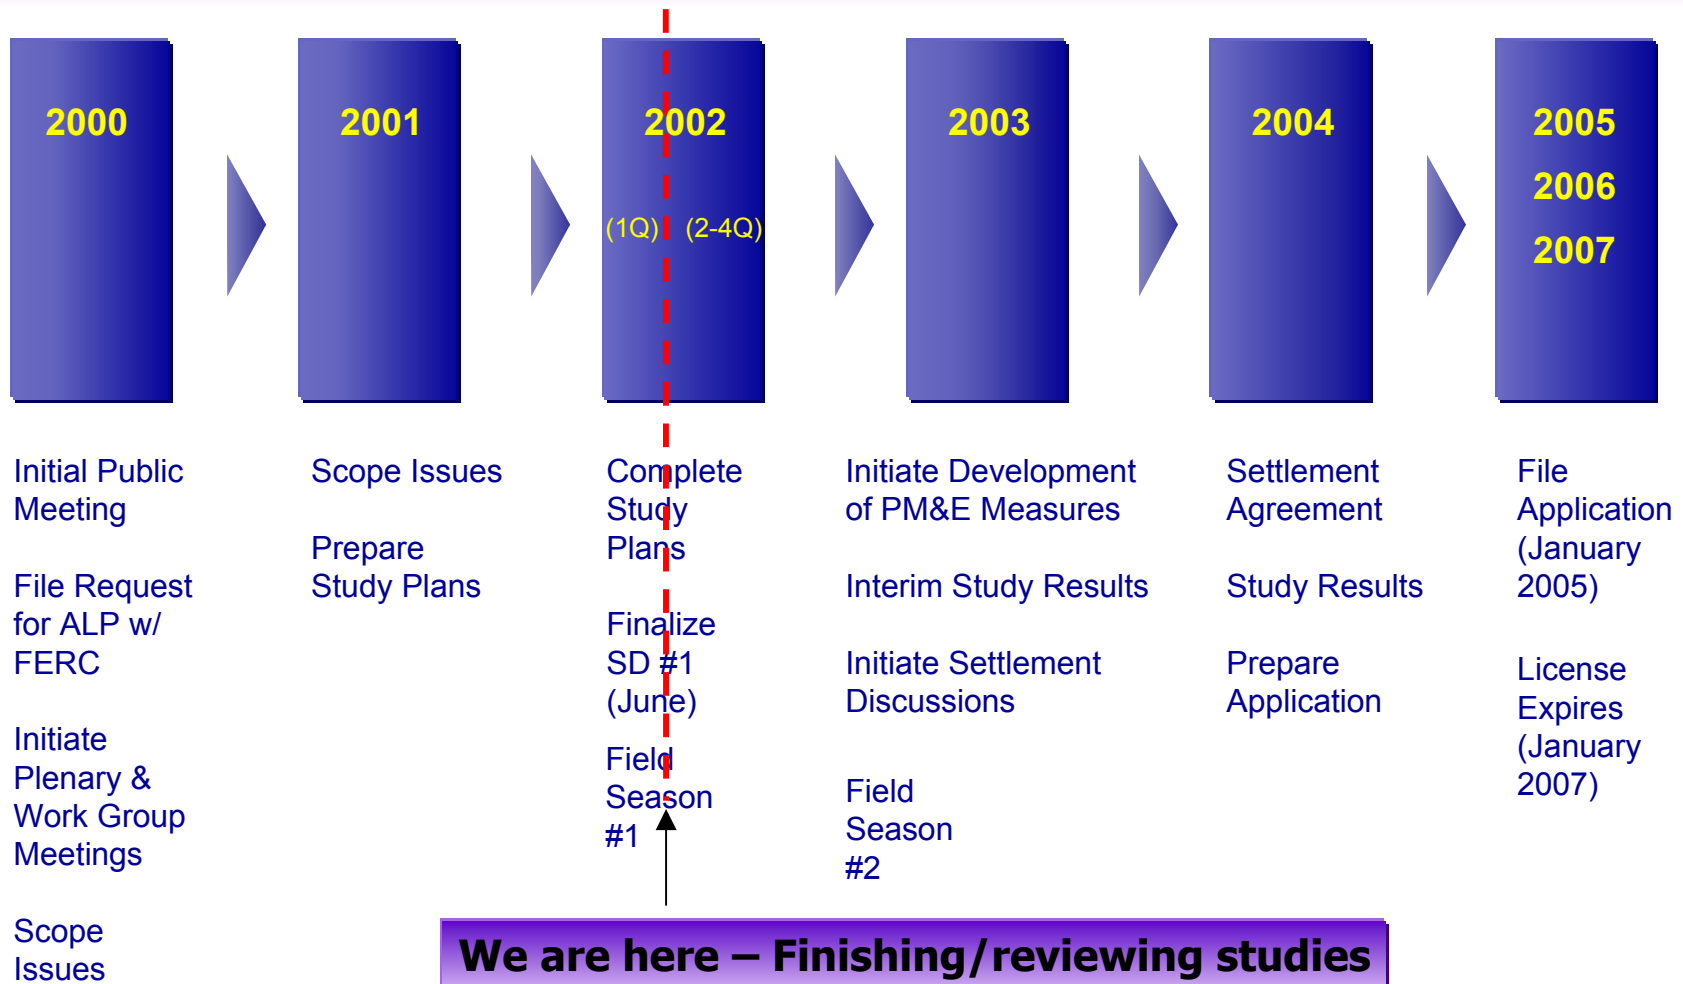 2000
2001
2002
(1Q)
(2-4Q)
2003
2004
2005
2006
2007
Initial Public
Meeting
File Request
for ALP w/
FERC
Initiate
Plenary &
Work Group
Meetings
Scope
Issues
Scope Issues
Prepare
Study Plans
Complete
Study
Plans
Finalize
SD #1
(June)
Field
Season
#1
Initiate Development
of PM&E Measures
Interim Study Results
Initiate Settlement
Discussions
Field
Season
#2
Settlement
Agreement
Study Results
Prepare
Application
File
Application
(January
2005)
License
Expires
(January
2007)
We are here – Finishing/reviewing studies